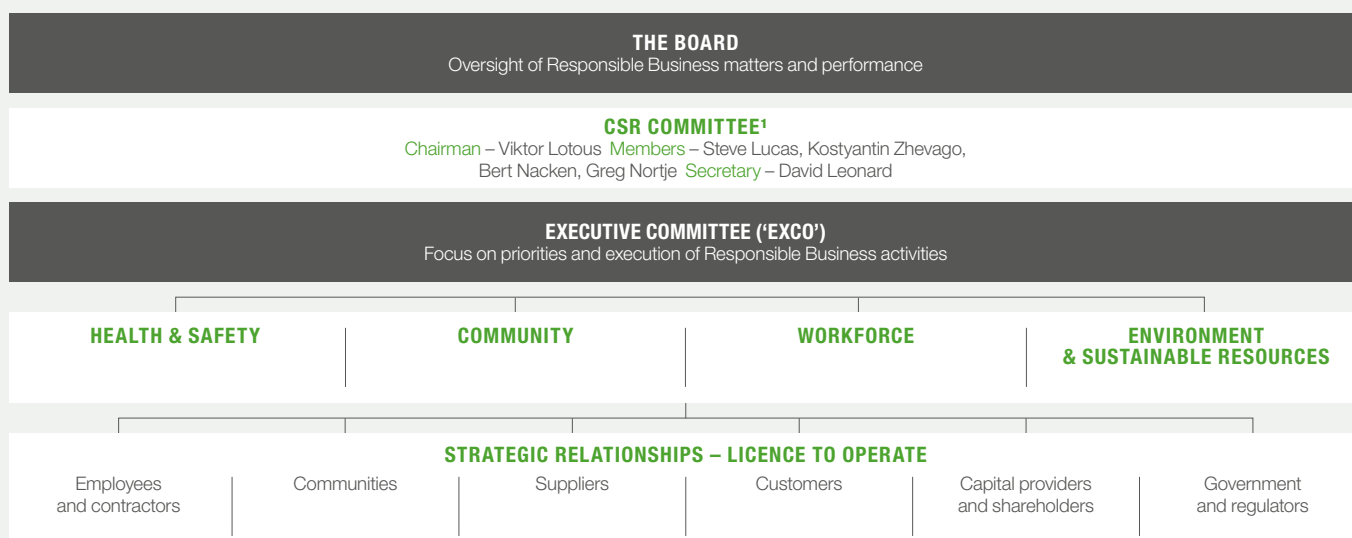 THE BOARD
Oversight of Responsible Business matters and performance
CSR COMMITTEE¹
Chairman – Viktor Lotous Members – Steve Lucas, Kostyantin Zhevago,
Bert Nacken, Greg Nortje Secretary – David Leonard
EXECUTIVE COMMITTEE (‘EXCO’)
Focus on priorities and execution of Responsible Business activities
HEALTH & SAFETY
COMMUNITY
WORKFORCE
ENVIRONMENT
& SUSTAINABLE RESOURCES
STRATEGIC RELATIONSHIPS – LICENCE TO OPERATE
Employees
and contractors
Communities
Suppliers
Customers
Capital providers
and shareholders
Government
and regulators